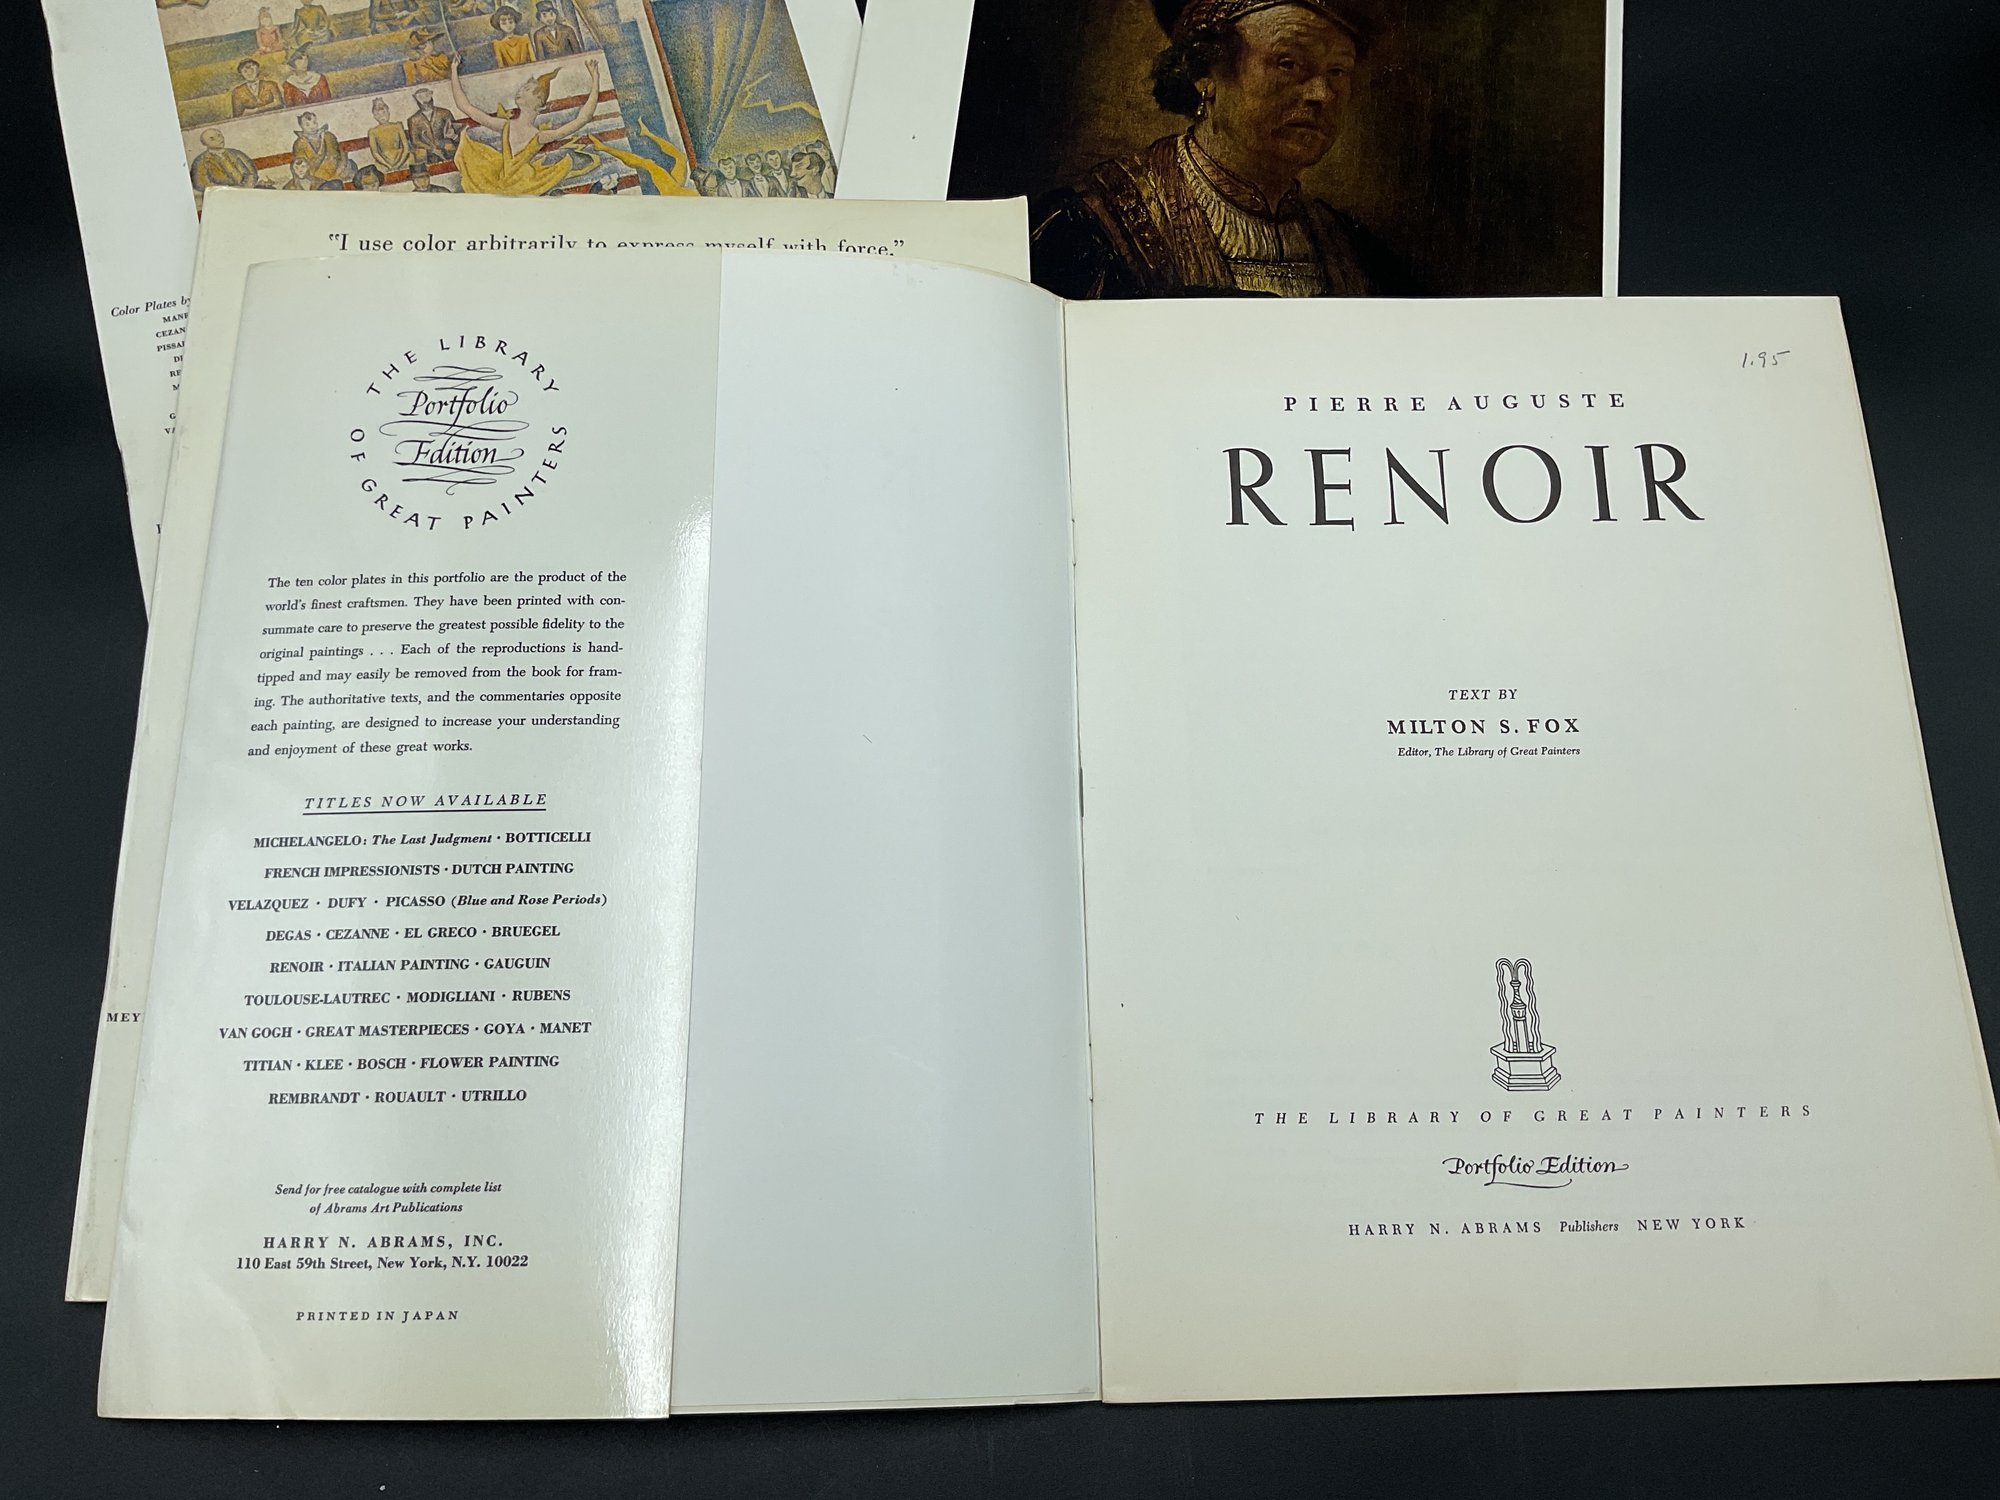 "I use color arbitrarily to express myself with force."
Color Plates by
CEZAN
PISSAR
MEY
THE LIBRARY OF GREAT PAINTERS
Portfolio
Edition
The ten color plates in this portfolio are the product of the
world's finest craftsmen. They have been printed with con-
summate care to preserve the greatest possible fidelity to the
original paintings . . . Each of the reproductions is hand-
tipped and may easily be removed from the book for fram-
ing. The authoritative texts, and the commentaries opposite
each painting, are designed to increase your understanding
and enjoyment of these great works.
TITLES NOW AVAILABLE
MICHELANGELO: The Last Judgment · BOTTICELLI
FRENCH IMPRESSIONISTS · DUTCH PAINTING
VELAZQUEZ · DUFY · PICASSO (Blue and Rose Periods)
DEGAS · CEZANNE · EL GRECO · BRUEGEL
RENOIR · ITALIAN PAINTING · GAUGUIN
TOULOUSE-LAUTREC · MODIGLIANI · RUBENS
VAN GOGH · GREAT MASTERPIECES · GOYA · MANET
TITIAN · KLEE · BOSCH · FLOWER PAINTING
REMBRANDT · ROUAULT · UTRILLO
Send for free catalogue with complete list
of Abrams Art Publications
HARRY N. ABRAMS, INC.
110 East 59th Street, New York, N.Y. 10022
PRINTED IN JAPAN
1.95
PIERRE AUGUSTE
RENOIR
TEXT BY
MILTON S. FOX
Editor, The Library of Great Painters
THE LIBRARY OF GREAT PAINTERS
Portfolio Edition
HARRY N. ABRAMS Publishers NEW YORK